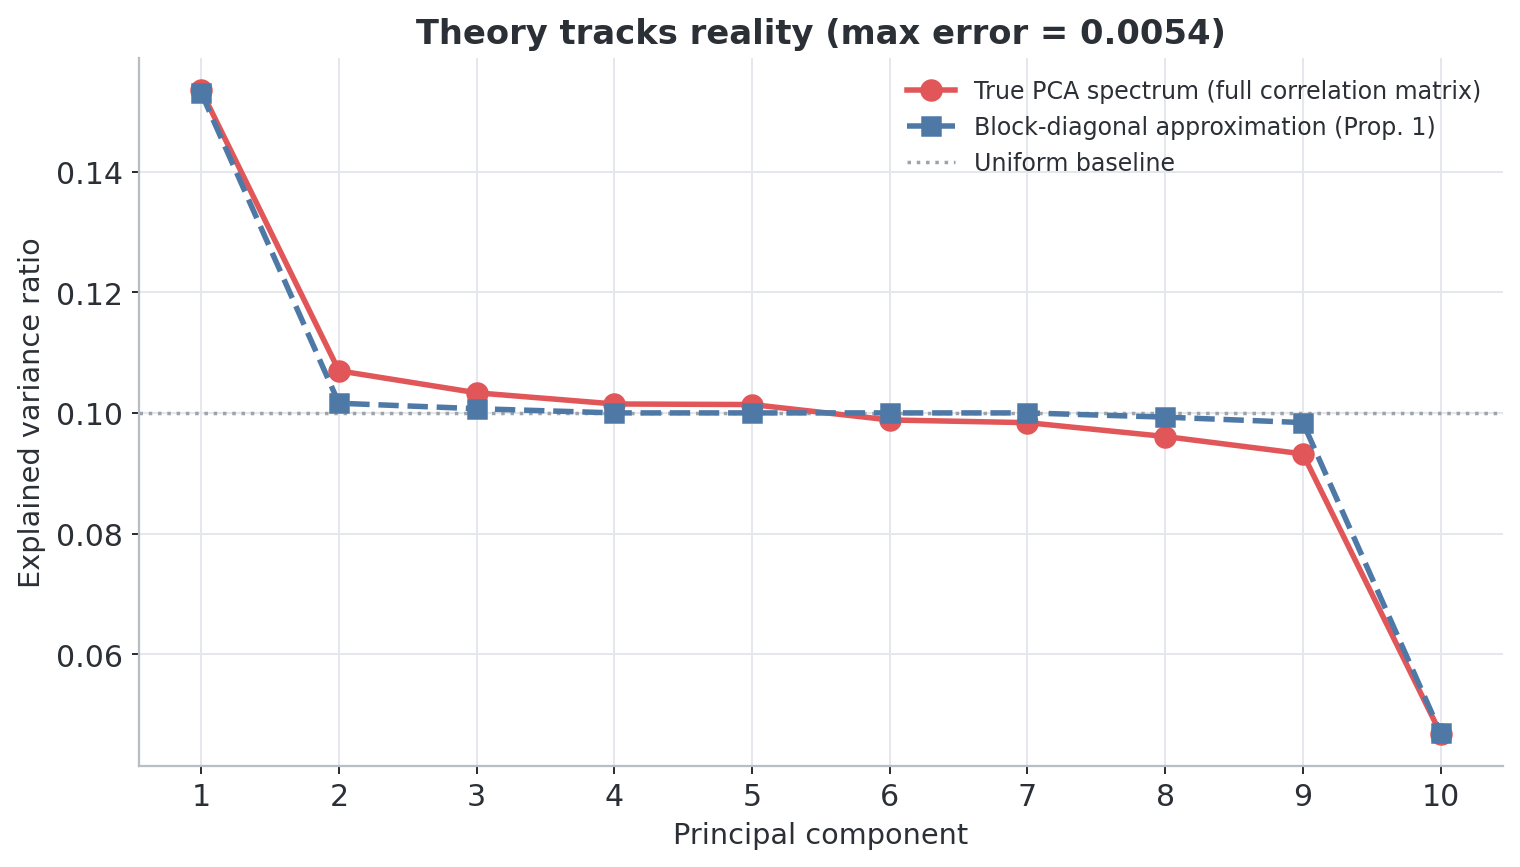 Theory tracks reality (max error = 0.0054)
True PCA spectrum (full correlation matrix)
Block-diagonal approximation (Prop. 1)
Uniform baseline
Explained variance ratio
0.14
0.12
0.10
0.08
0.06
1 2 3 4 5 6 7 8 9 10
Principal component